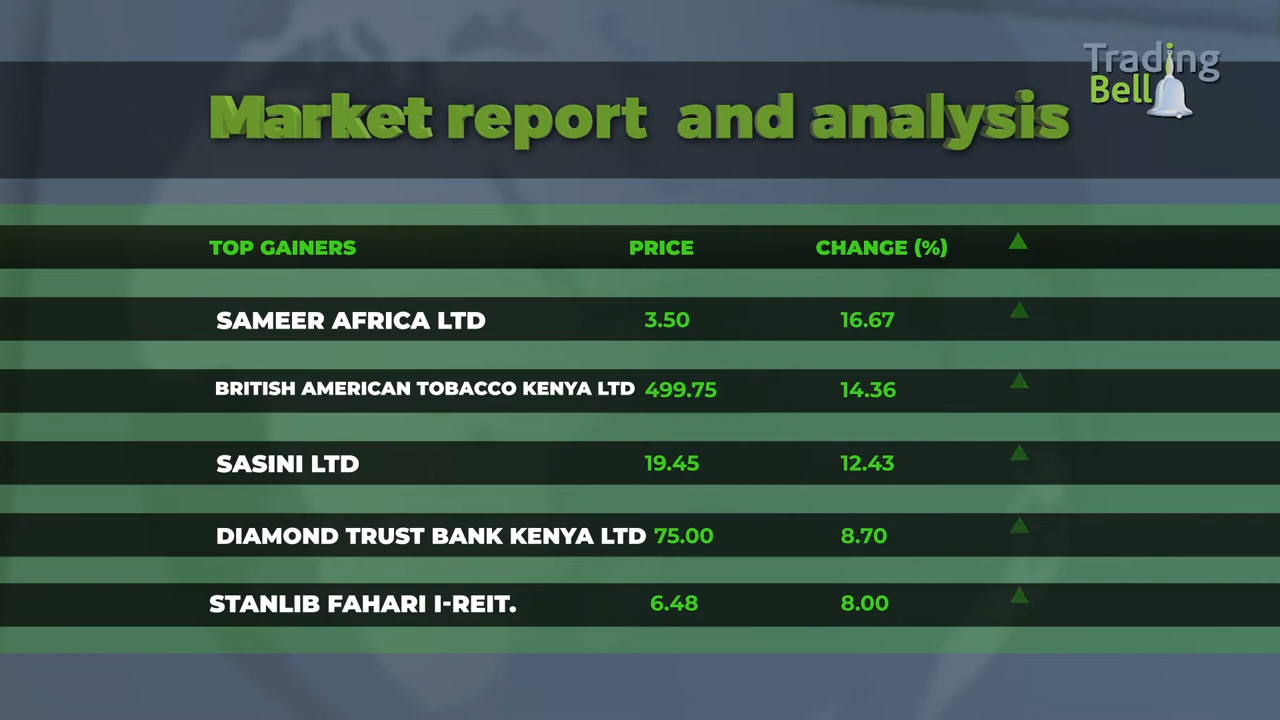 Trading
Bell
Market report and analysis
TOP GAINERS PRICE CHANGE (%)
SAMEER AFRICA LTD 3.50 16.67
BRITISH AMERICAN TOBACCO KENYA LTD 499.75 14.36
SASINI LTD 19.45 12.43
DIAMOND TRUST BANK KENYA LTD 75.00 8.70
STANLIB FAHARI I-REIT. 6.48 8.00